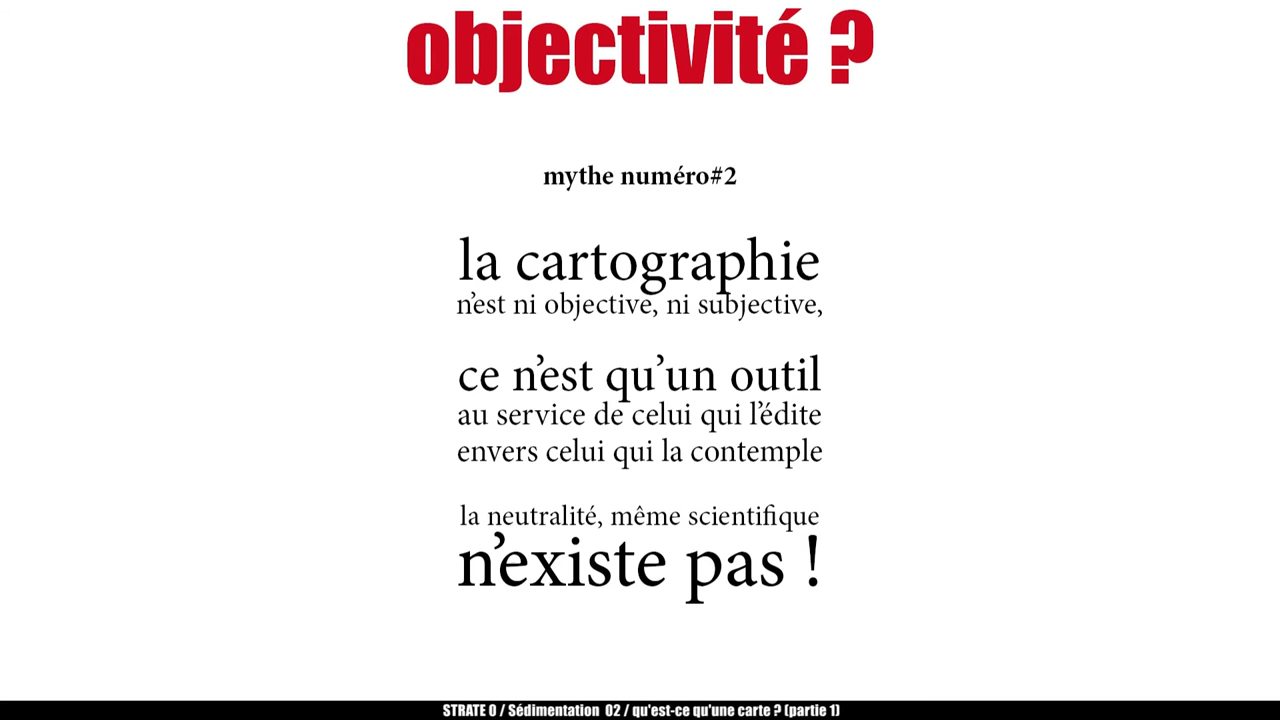 objectivité ?
mythe numéro#2
la cartographie
n’est ni objective, ni subjective,
ce n’est qu’un outil
au service de celui qui l’édite
envers celui qui la contemple
la neutralité, même scientifique
n’existe pas !
STRATE 0 / Sédimentation 02 / qu'est-ce qu'une carte ? (partie 1)